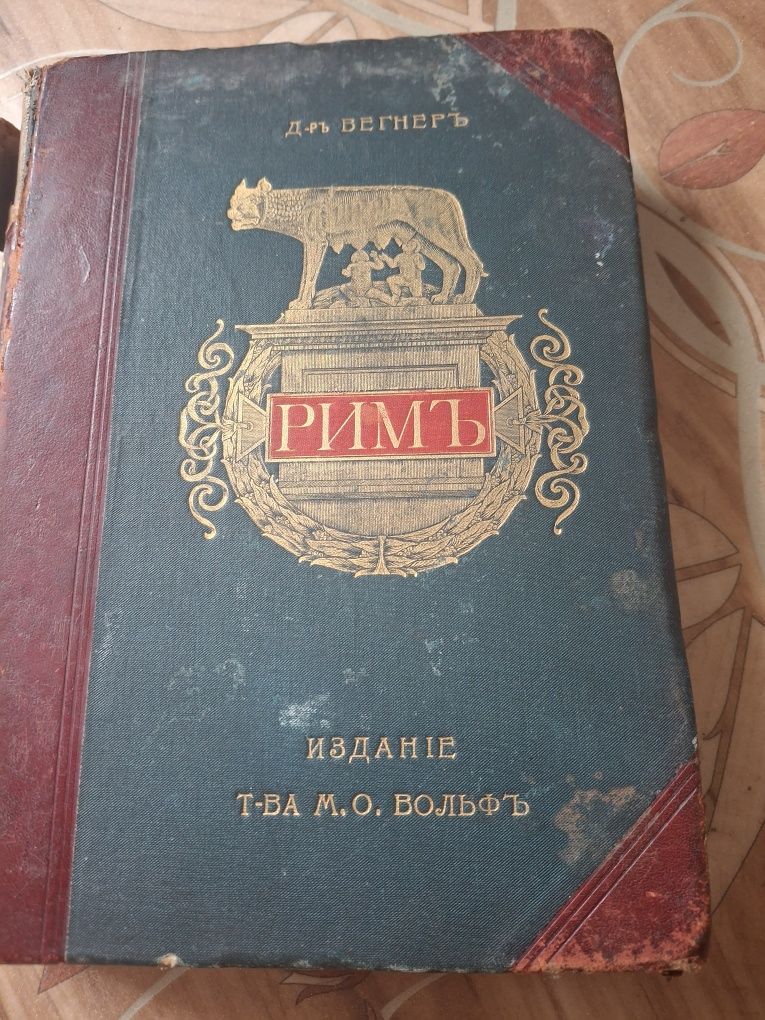 Д-РЪ ВЕГНЕРЪ
РИМЪ
ИЗДАНІЕ
Т-ВА М. О. ВОЛЬФЪ